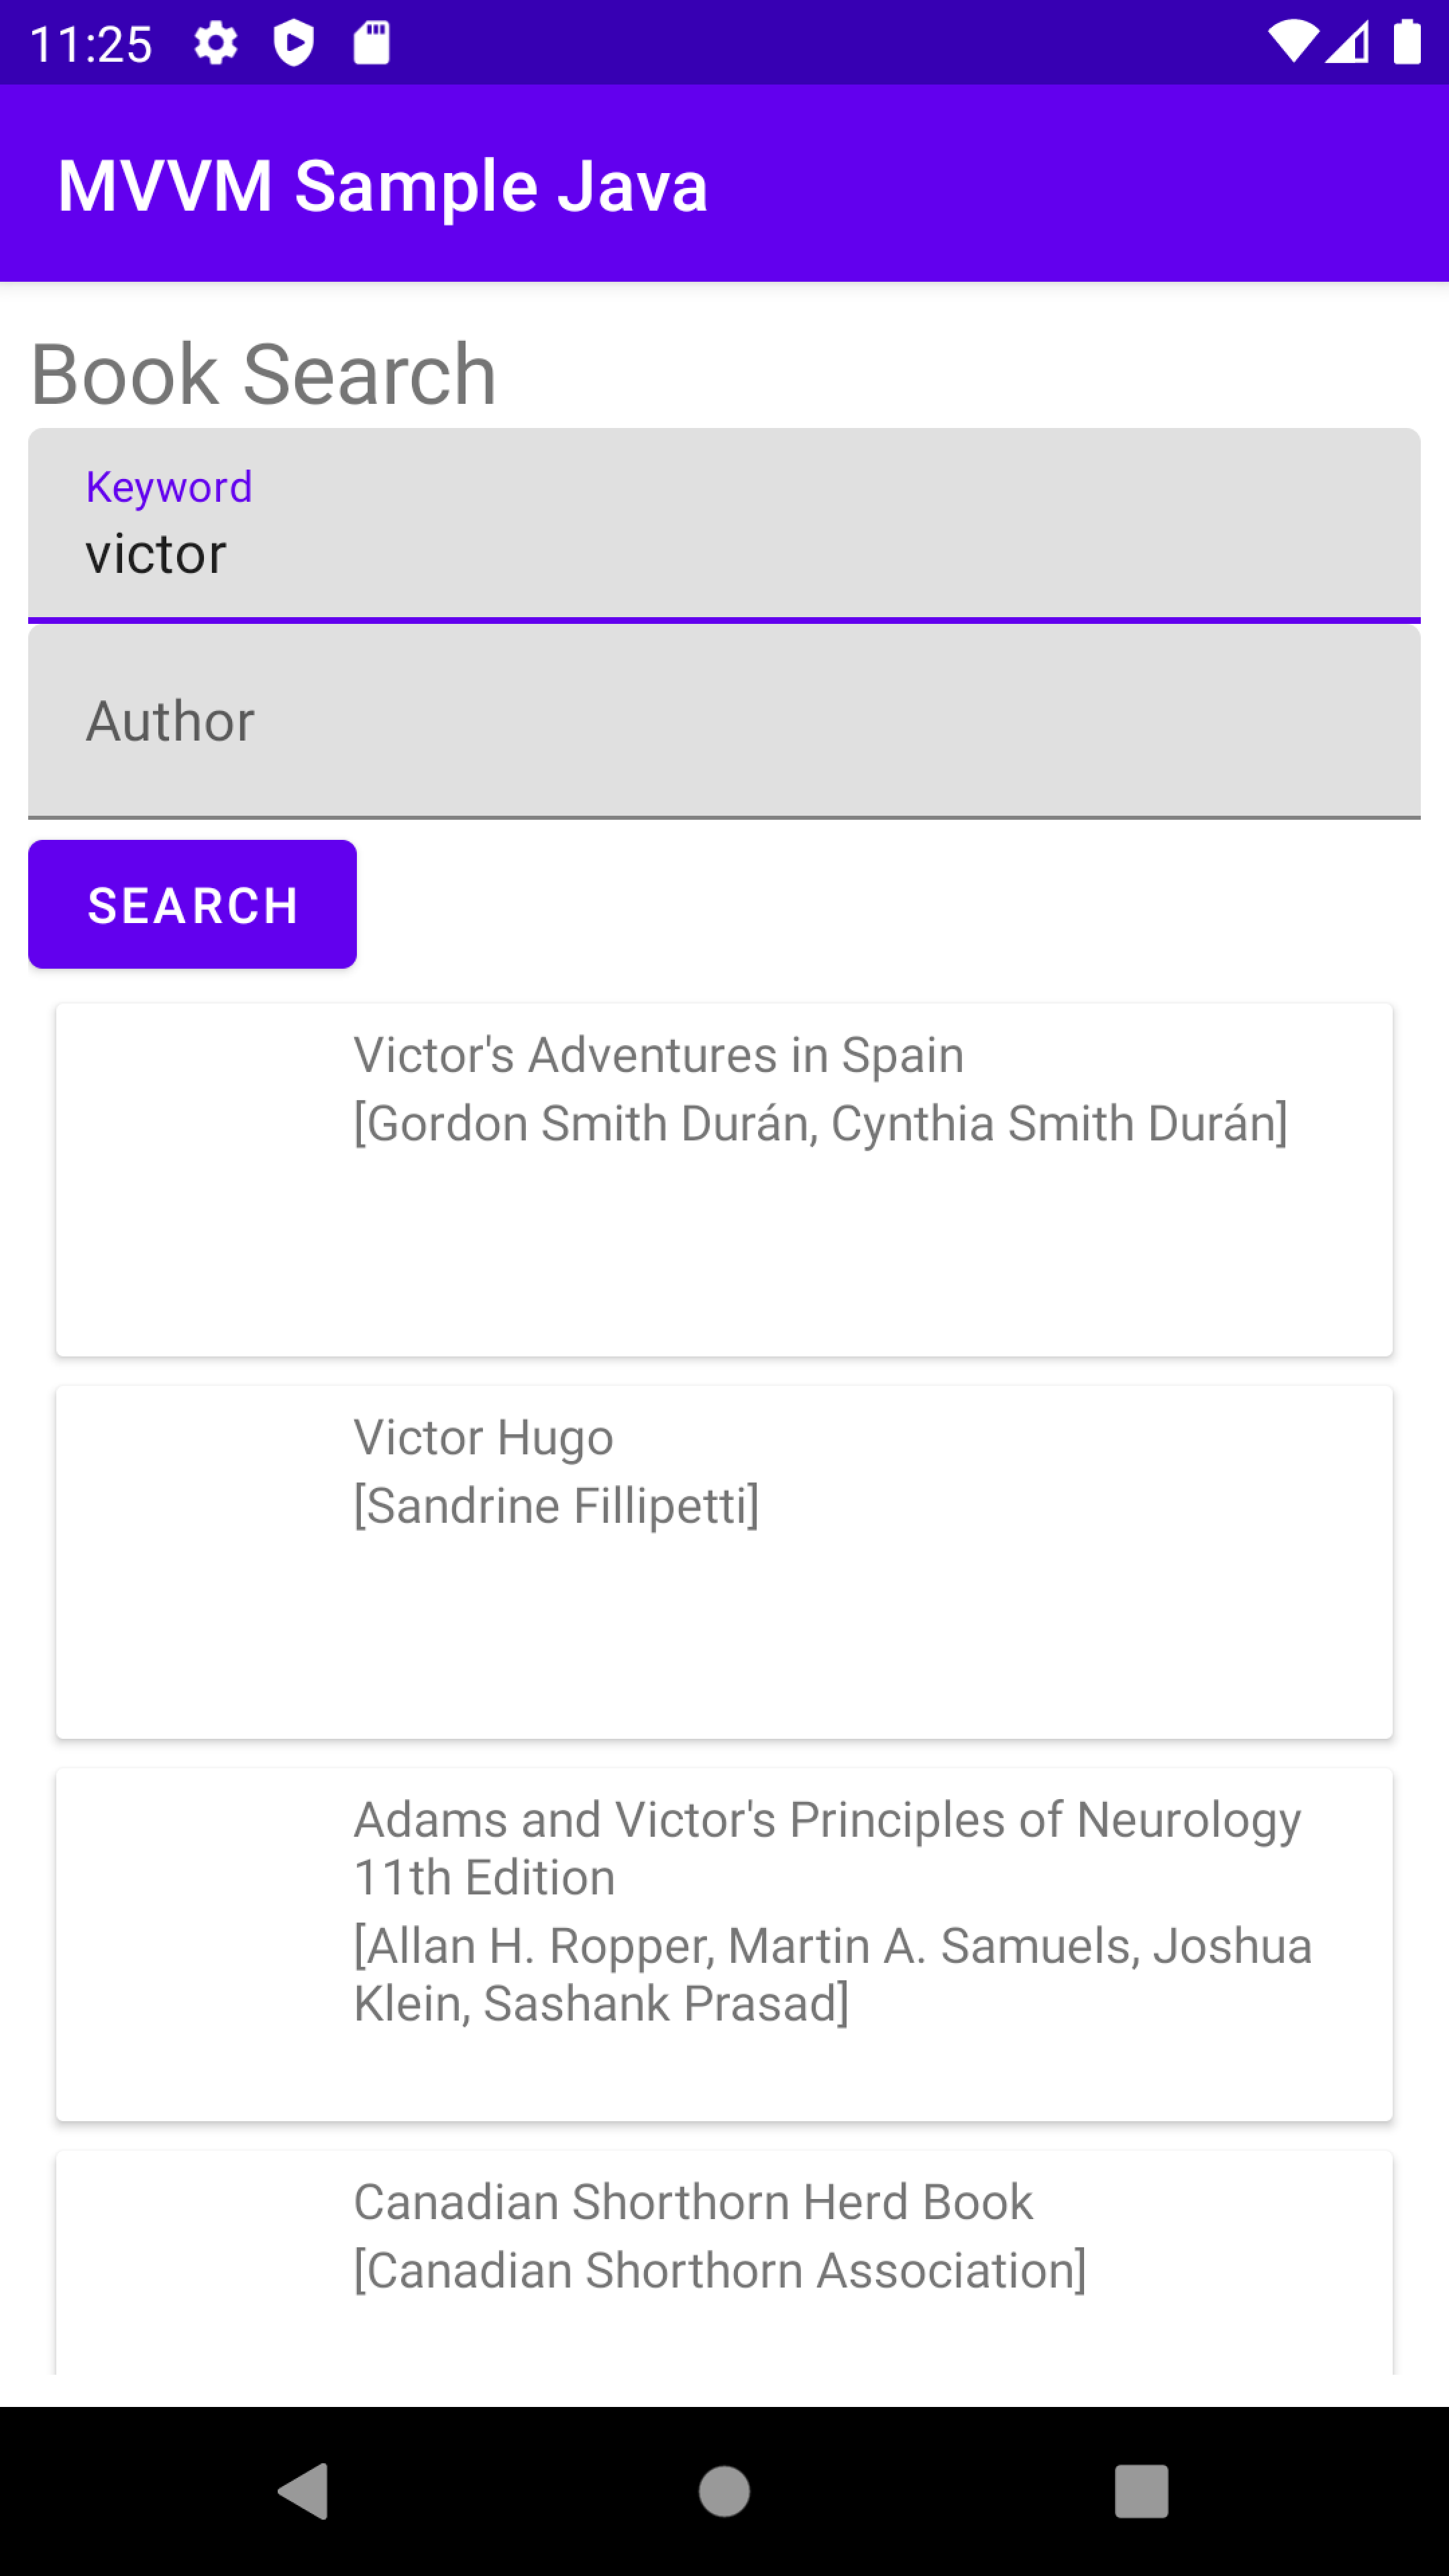 11:25
MVVM Sample Java
Book Search
Keyword
victor
Author
SEARCH
Victor's Adventures in Spain
[Gordon Smith Durán, Cynthia Smith Durán]
Victor Hugo
[Sandrine Fillipetti]
Adams and Victor's Principles of Neurology
11th Edition
[Allan H. Ropper, Martin A. Samuels, Joshua
Klein, Sashank Prasad]
Canadian Shorthorn Herd Book
[Canadian Shorthorn Association]